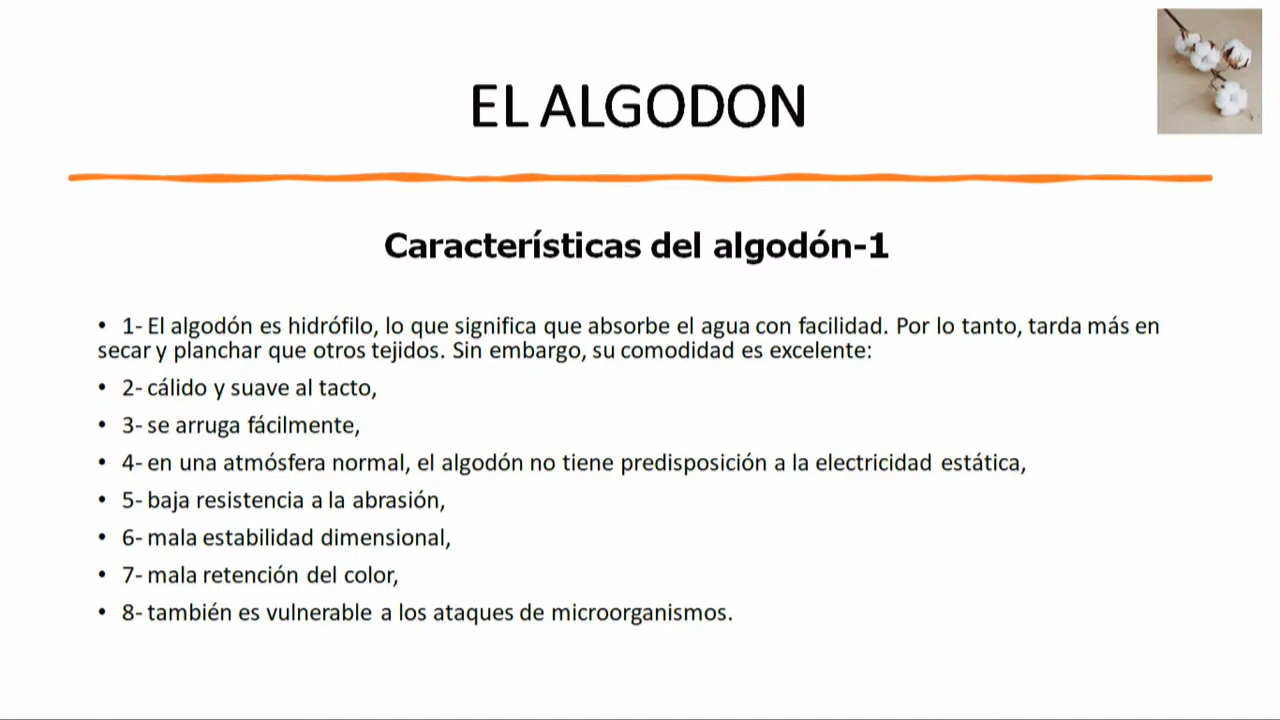 EL ALGODON
Características del algodón-1
• 1- El algodón es hidrófilo, lo que significa que absorbe el agua con facilidad. Por lo tanto, tarda más en
secar y planchar que otros tejidos. Sin embargo, su comodidad es excelente:
• 2- cálido y suave al tacto,
• 3- se arruga fácilmente,
• 4- en una atmósfera normal, el algodón no tiene predisposición a la electricidad estática,
• 5- baja resistencia a la abrasión,
• 6- mala estabilidad dimensional,
• 7- mala retención del color,
• 8- también es vulnerable a los ataques de microorganismos.